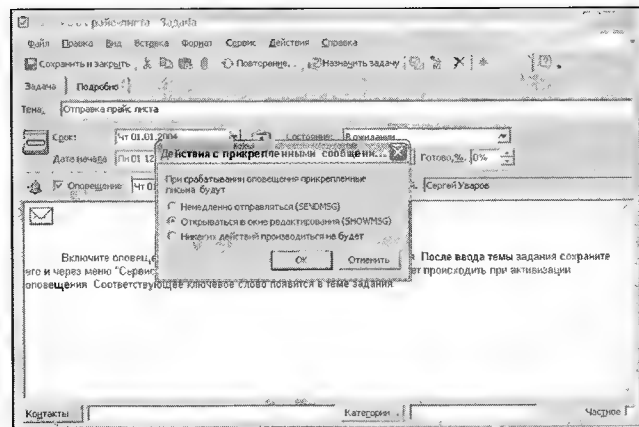 райс-листа Задача
Файл Правка Вид Вставка Формат Сервис Действия Справка
Сохранить и закрыть Повторение... Назначить задачу
Задача Подробно
Тема: Отправка прайс листа
Срок: Чт 01.01.2004 Состояние: В ожидании
Дата начала Пн 01 12 Готово, %. 0%
Оповещение Чт 01 Сергей Уваров
Действия с прикрепленными сообщени...
При срабатывании оповещения прикрепленные
письма будут
Немедленно отправляться (SENDMSG)
Открываться в окне редактирования (SHOWMSG)
Никаких действий производиться не будет
ОК Отменить
Включите оповещ После ввода темы задания сохраните
его и через меню "Сервис ет происходить при активизации
оповещения Соответствующее ключевое слово появится в теме задания
Контакты Категории Частное